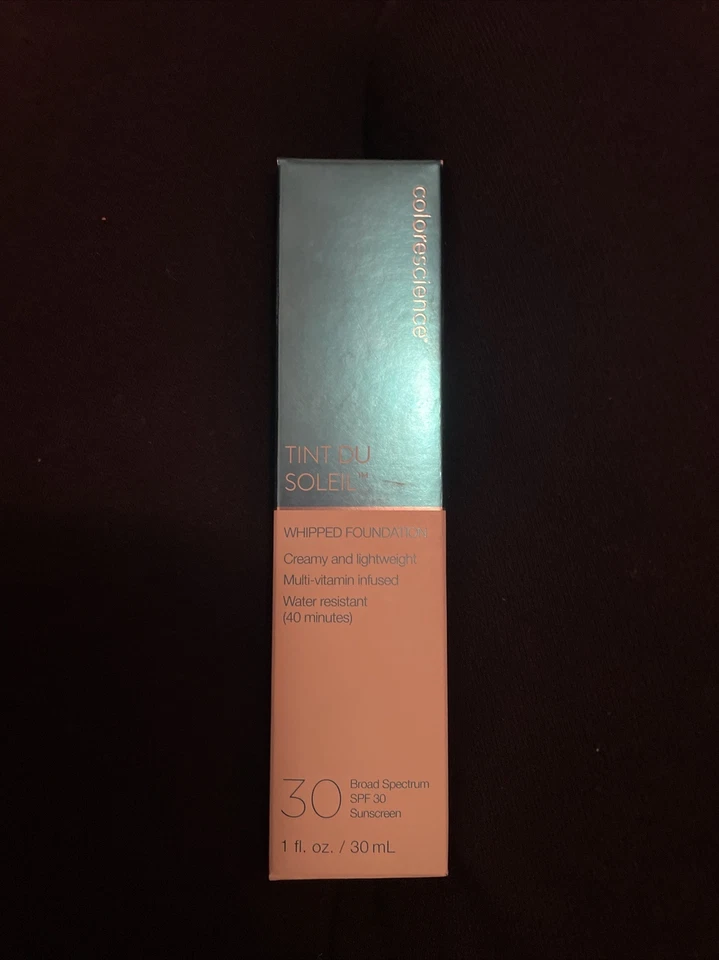 colorescience®
TINT DU
SOLEIL™
WHIPPED FOUNDATION
Creamy and lightweight
Multi-vitamin infused
Water resistant
(40 minutes)
30
Broad Spectrum
SPF 30
Sunscreen
1 fl. oz. / 30 mL